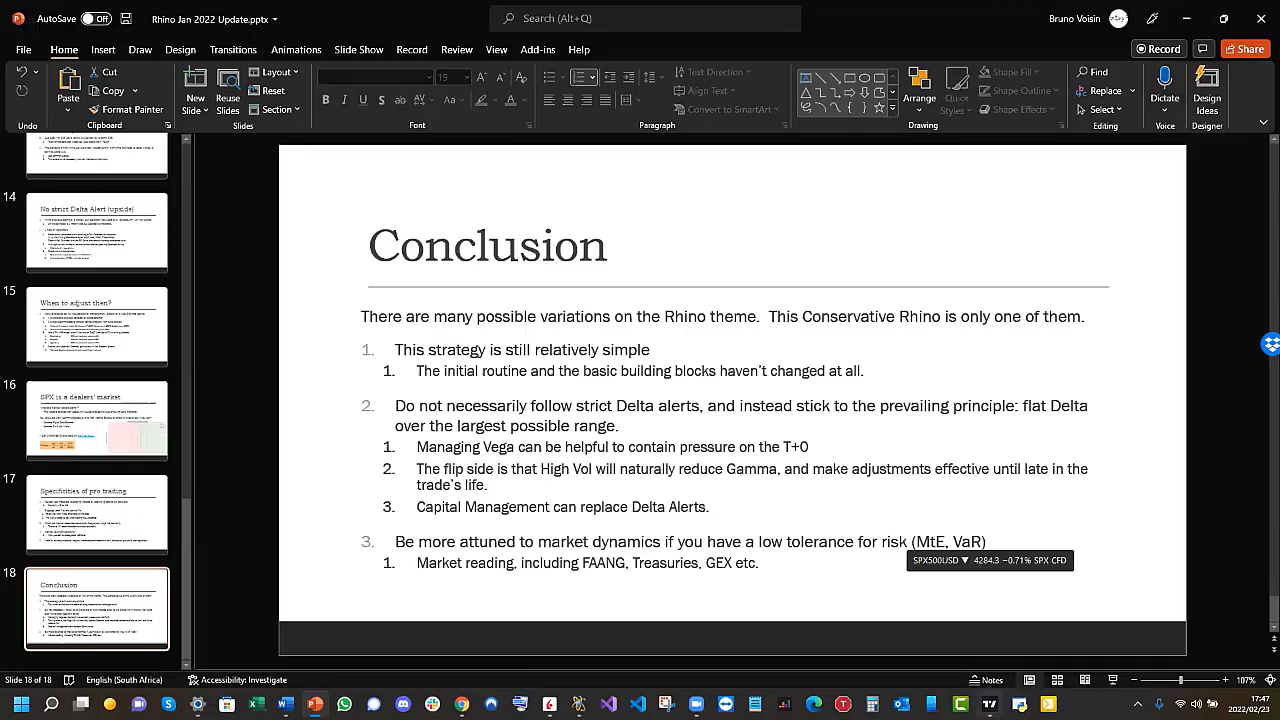 AutoSave Off Rhino Jan 2022 Update.pptx Search (Alt+Q) Bruno Voisin
File Home Insert Draw Design Transitions Animations Slide Show Record Review View Add-ins Help Record Share
Cut Copy Format Painter Paste New Slide Reuse Slides Layout Reset Section 19 Text Direction Align Text Convert to SmartArt Arrange Quick Styles Shape Fill Shape Outline Shape Effects Find Replace Select Dictate Design Ideas
Undo Clipboard Slides Font Paragraph Drawing Editing Voice Designer
14
No strict Delta Alert (upside)
15
When to adjust then?
16
SPX is a dealers' market
17
Specificities of pro trading
18
Conclusion
Conclusion
There are many possible variations on the Rhino theme. This Conservative Rhino is only one of them.
1. This strategy is still relatively simple
1. The initial routine and the basic building blocks haven't changed at all.
2. Do not necessarily follow strict Delta alerts, and instead stick to the prevailing principle: flat Delta
over the largest possible range.
1. Managing Vega can be helpful to contain pressure on the T+0
2. The flip side is that High Vol will naturally reduce Gamma, and make adjustments effective until late in the
trade's life.
3. Capital Management can replace Delta Alerts.
3. Be more attuned to market dynamics if you have a low tolerance for risk (MtE, VaR)
SPX500USD ▼ 4284.3 −0.71% SPX CFD
1. Market reading, including FAANG, Treasuries, GEX etc.
Slide 18 of 18 English (South Africa) Accessibility: Investigate Notes 107%
17:47
2022/02/23